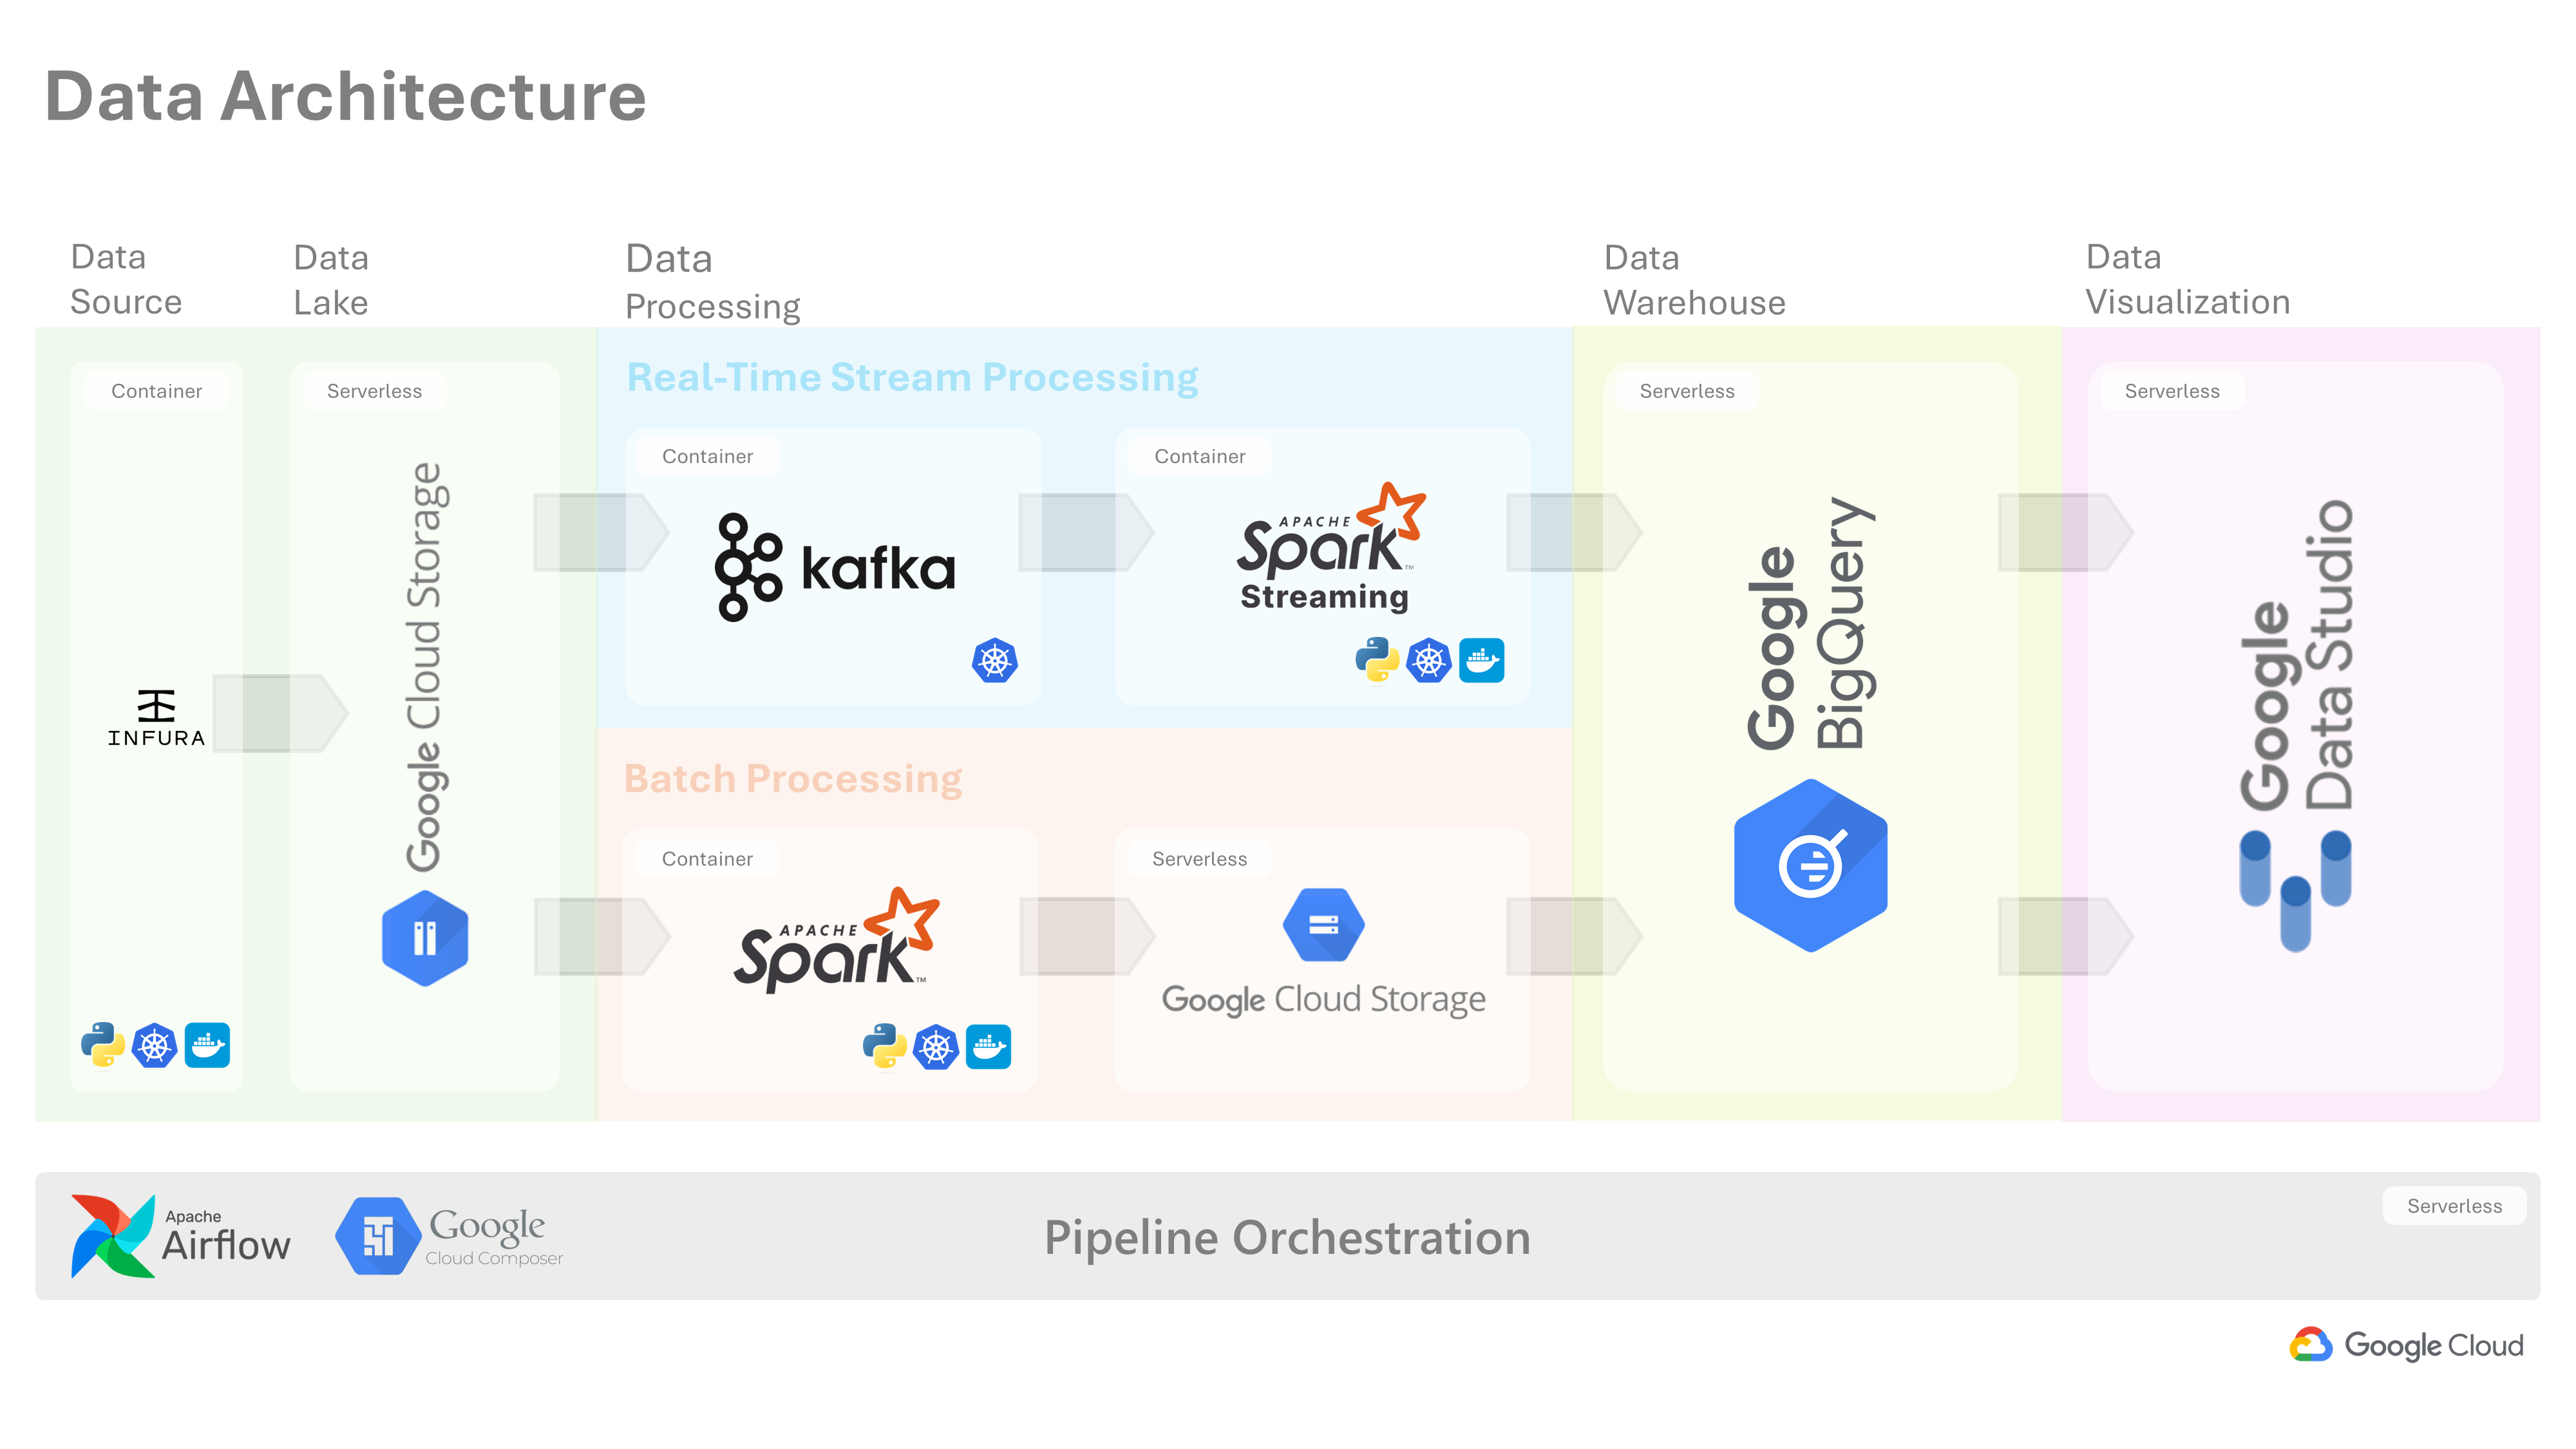 Data Architecture
Data
Source
Data
Lake
Data
Processing
Data
Warehouse
Data
Visualization
Container
INFURA
Serverless
Google Cloud Storage
Real-Time Stream Processing
Container
kafka
Container
APACHE
Spark™
Streaming
Batch Processing
Container
APACHE
Spark™
Serverless
Google Cloud Storage
Serverless
Google
BigQuery
Serverless
Google
Data Studio
Apache
Airflow
Google
Cloud Composer
Pipeline Orchestration
Serverless
Google Cloud